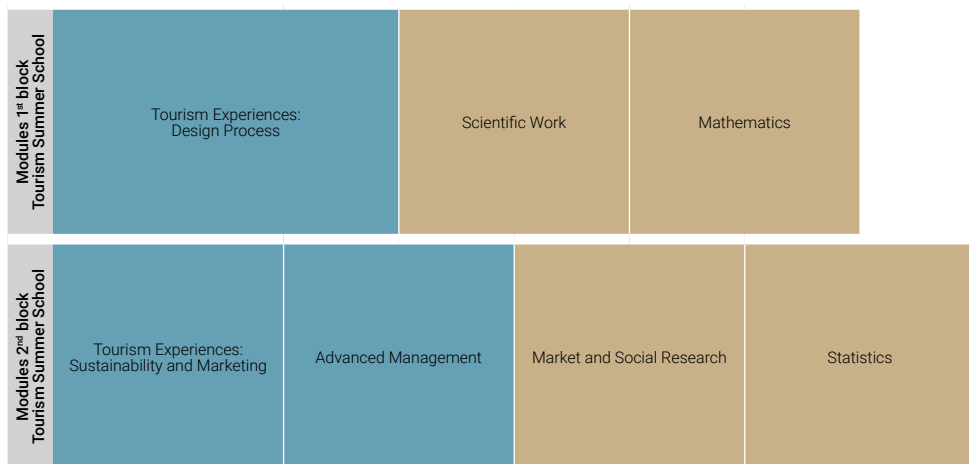 Modules 1st block
Tourism Summer School
Tourism Experiences:
Design Process
Scientific Work
Mathematics
Modules 2nd block
Tourism Summer School
Tourism Experiences:
Sustainability and Marketing
Advanced Management
Market and Social Research
Statistics